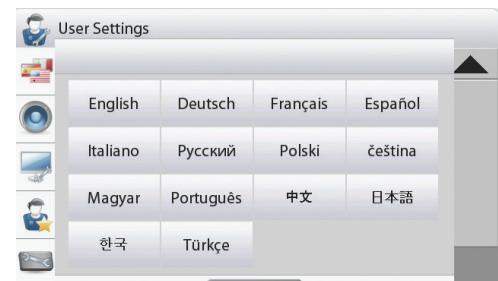 User Settings
English Deutsch Français Español
Italiano Русский Polski čeština
Magyar Português 中文 日本語
한국 Türkçe